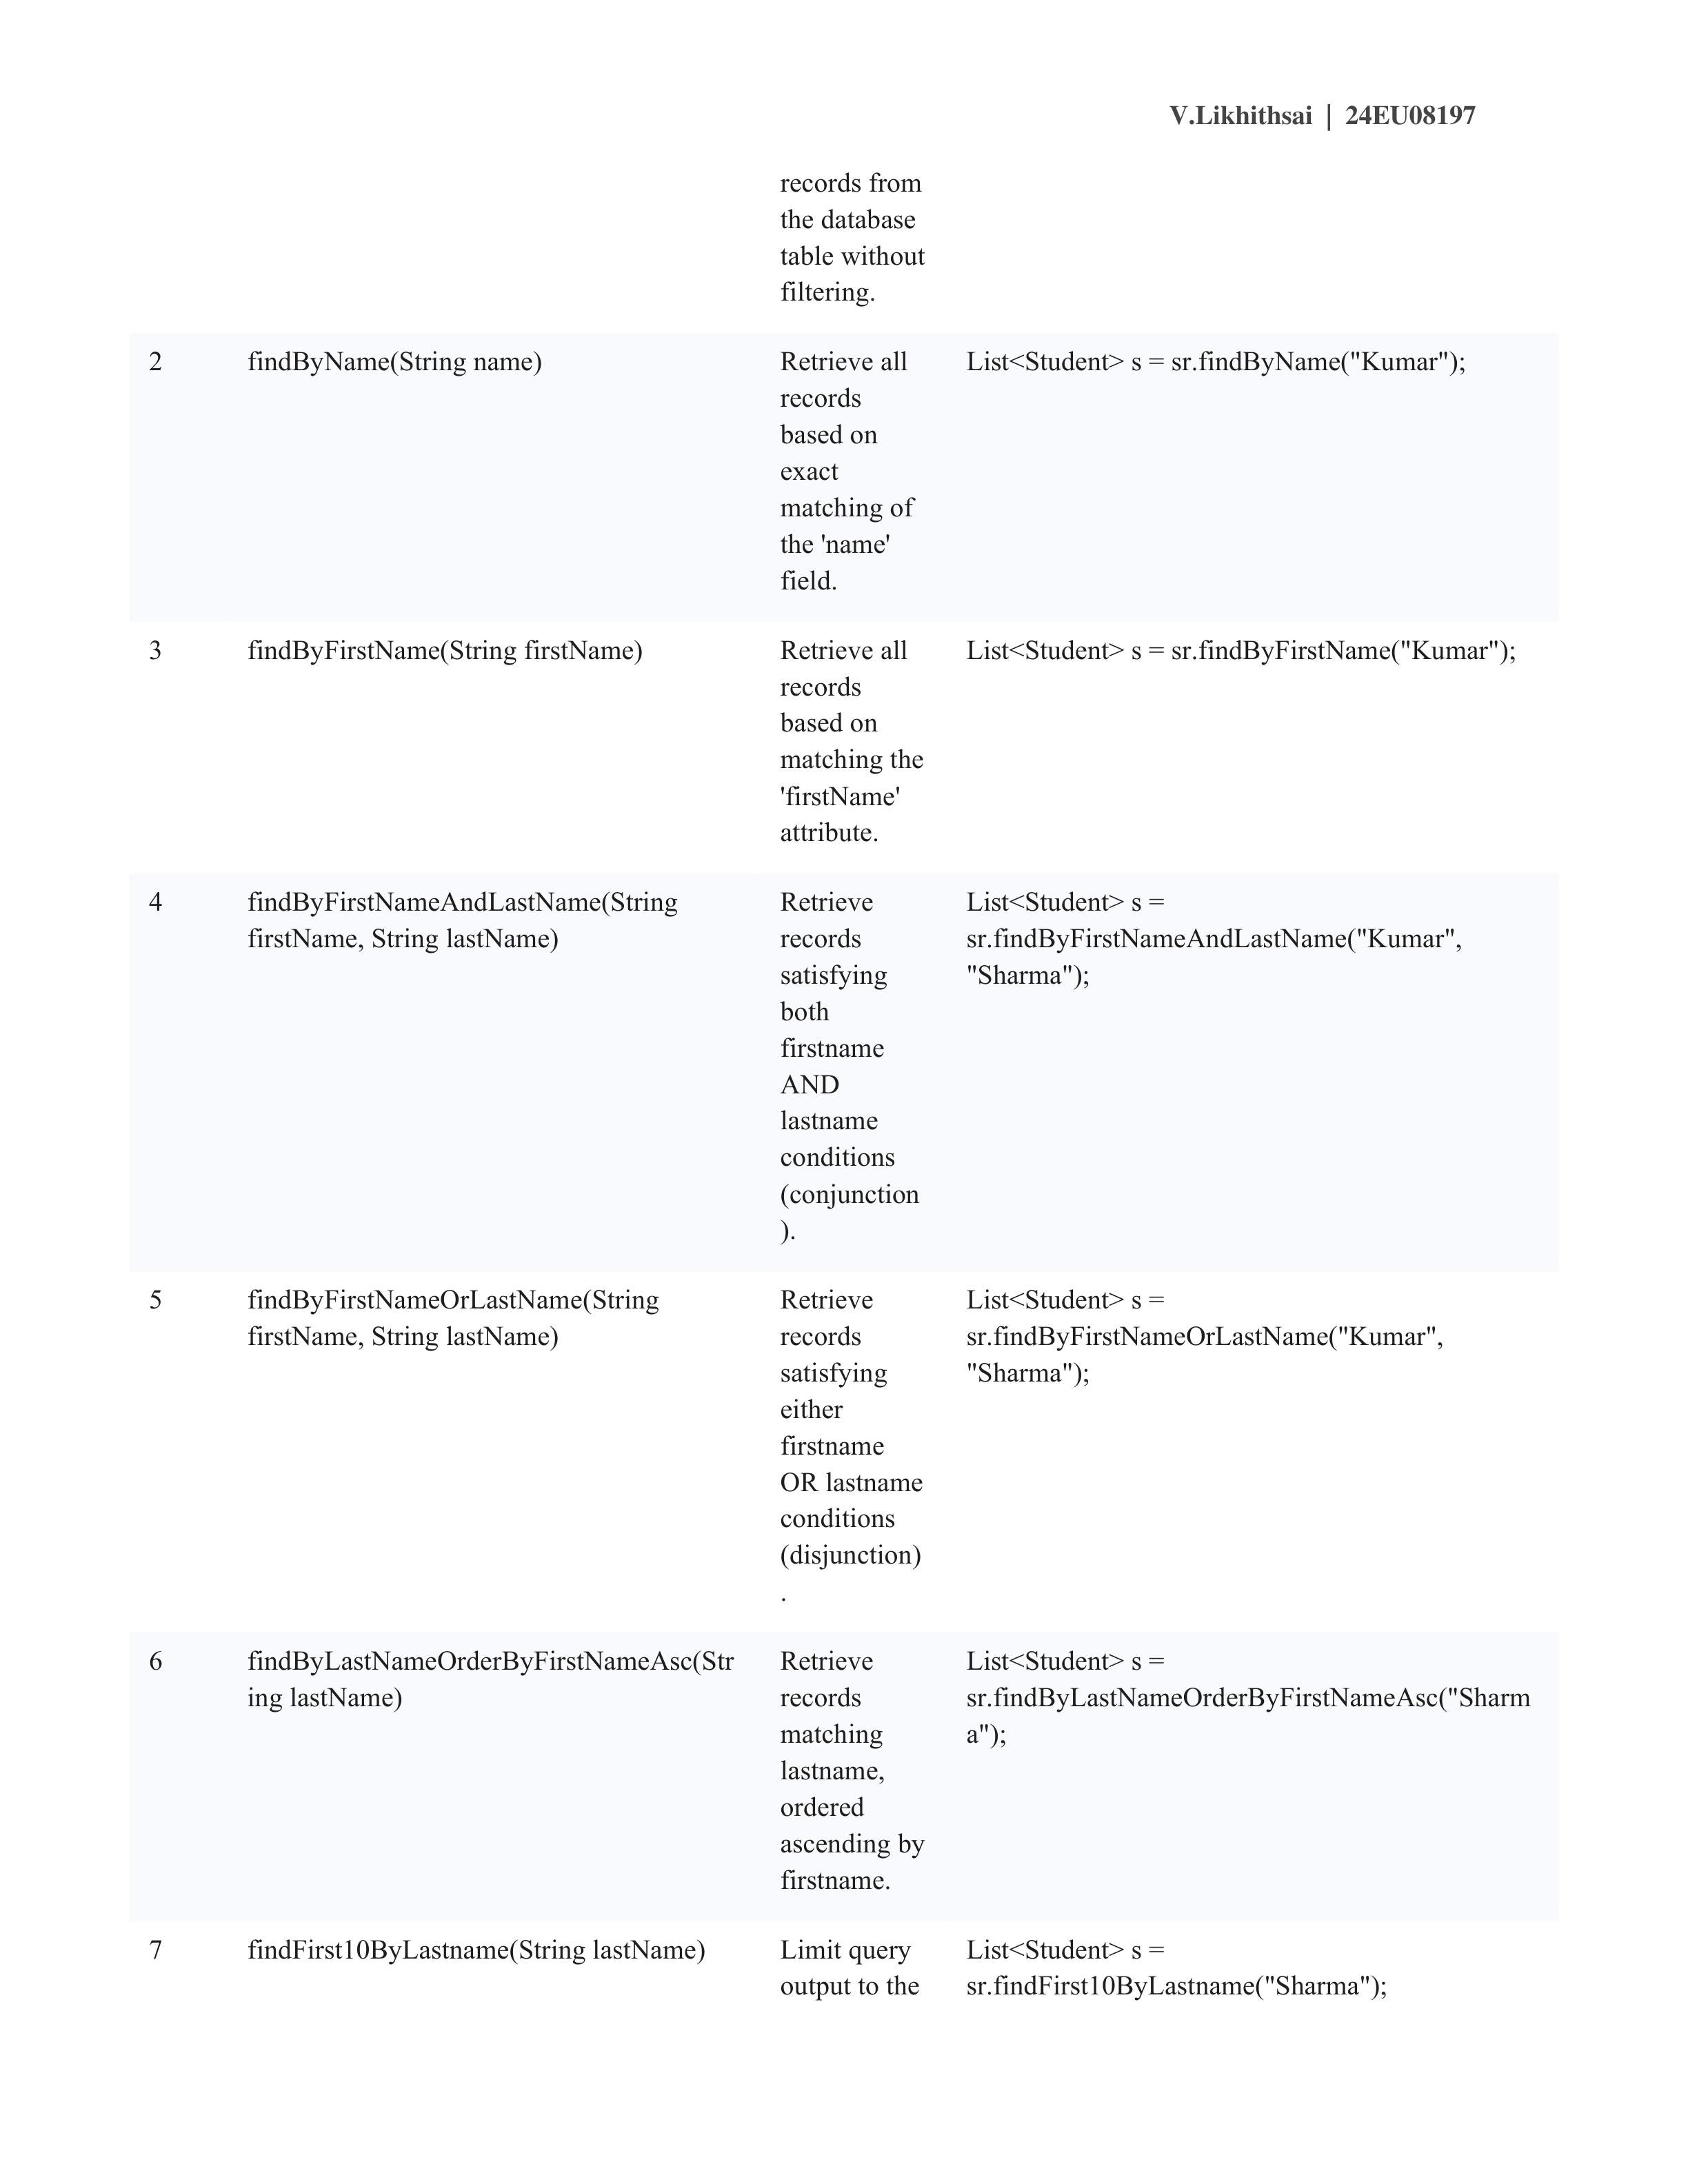 V.Likhithsai | 24EU08197
records from
the database
table without
filtering.
2
findByName(String name)
Retrieve all
records
based on
exact
matching of
the 'name'
field.
List<Student> s = sr.findByName("Kumar");
3
findByFirstName(String firstName)
Retrieve all
records
based on
matching the
'firstName'
attribute.
List<Student> s = sr.findByFirstName("Kumar");
4
findByFirstNameAndLastName(String
firstName, String lastName)
Retrieve
records
satisfying
both
firstname
AND
lastname
conditions
(conjunction
).
List<Student> s =
sr.findByFirstNameAndLastName("Kumar",
"Sharma");
5
findByFirstNameOrLastName(String
firstName, String lastName)
Retrieve
records
satisfying
either
firstname
OR lastname
conditions
(disjunction)
.
List<Student> s =
sr.findByFirstNameOrLastName("Kumar",
"Sharma");
6
findByLastNameOrderByFirstNameAsc(Str
ing lastName)
Retrieve
records
matching
lastname,
ordered
ascending by
firstname.
List<Student> s =
sr.findByLastNameOrderByFirstNameAsc("Sharm
a");
7
findFirst10ByLastname(String lastName)
Limit query
output to the
List<Student> s =
sr.findFirst10ByLastname("Sharma");